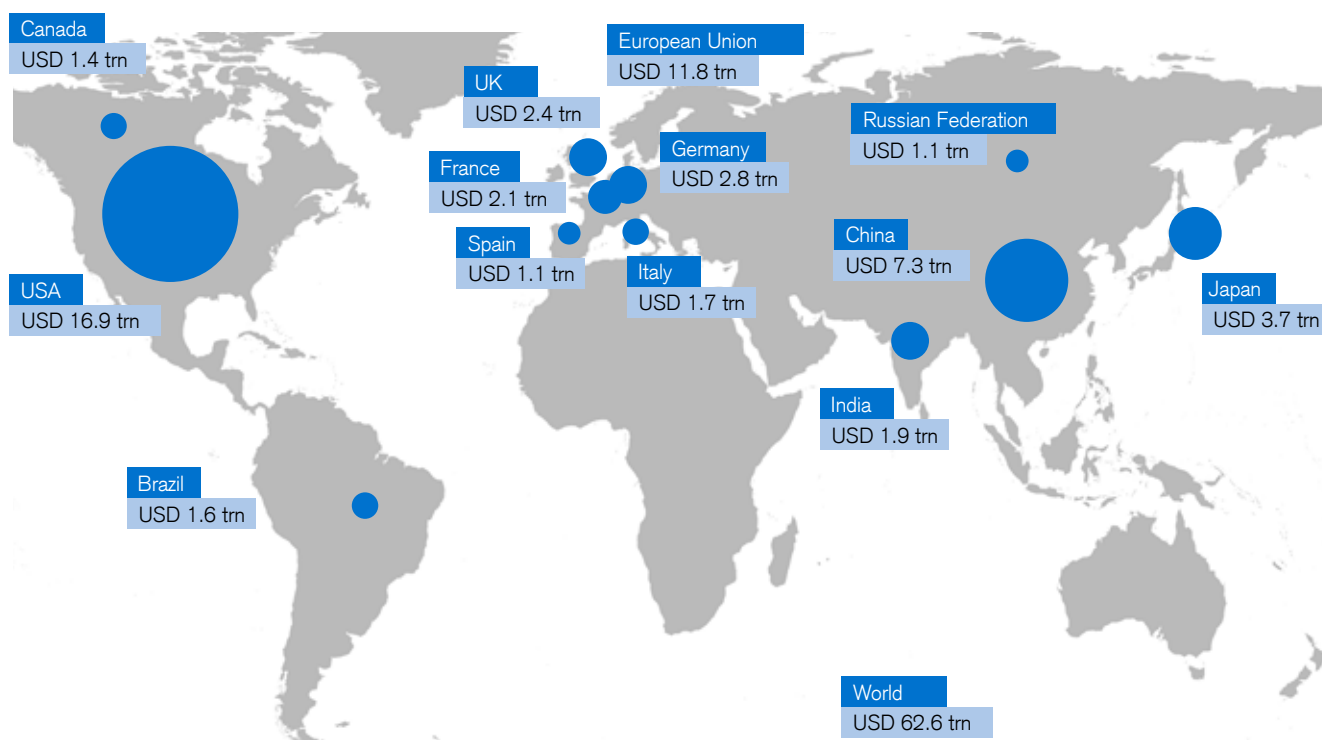 Canada
USD 1.4 trn
European Union
USD 11.8 trn
UK
USD 2.4 trn
Russian Federation
USD 1.1 trn
Germany
USD 2.8 trn
France
USD 2.1 trn
Spain
USD 1.1 trn
Italy
USD 1.7 trn
China
USD 7.3 trn
USA
USD 16.9 trn
Japan
USD 3.7 trn
India
USD 1.9 trn
Brazil
USD 1.6 trn
World
USD 62.6 trn